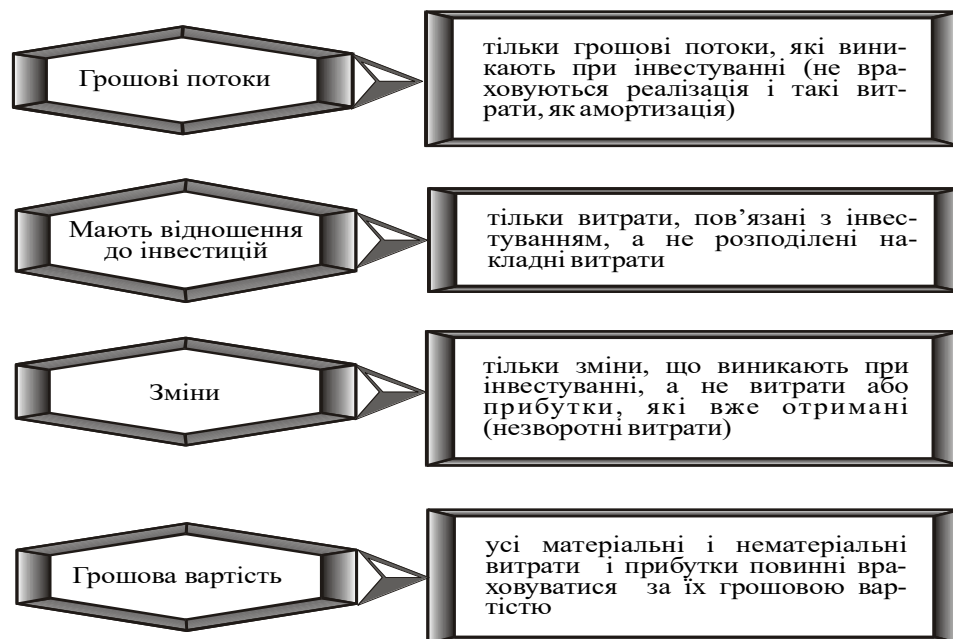 Грошові потоки
тільки грошові потоки, які вини-
кають при інвестуванні (не вра-
ховуються реалізація і такі вит-
рати, як амортизація)
Мають відношення
до інвестицій
тільки витрати, пов’язані з інвес-
туванням, а не розподілені на-
кладні витрати
Зміни
тільки зміни, що виникають при
інвестуванні, а не витрати або
прибутки, які вже отримані
(незворотні витрати)
Грошова вартість
усі матеріальні і нематеріальні
витрати і прибутки повинні вра-
ховуватися за їх грошовою вар-
тістю